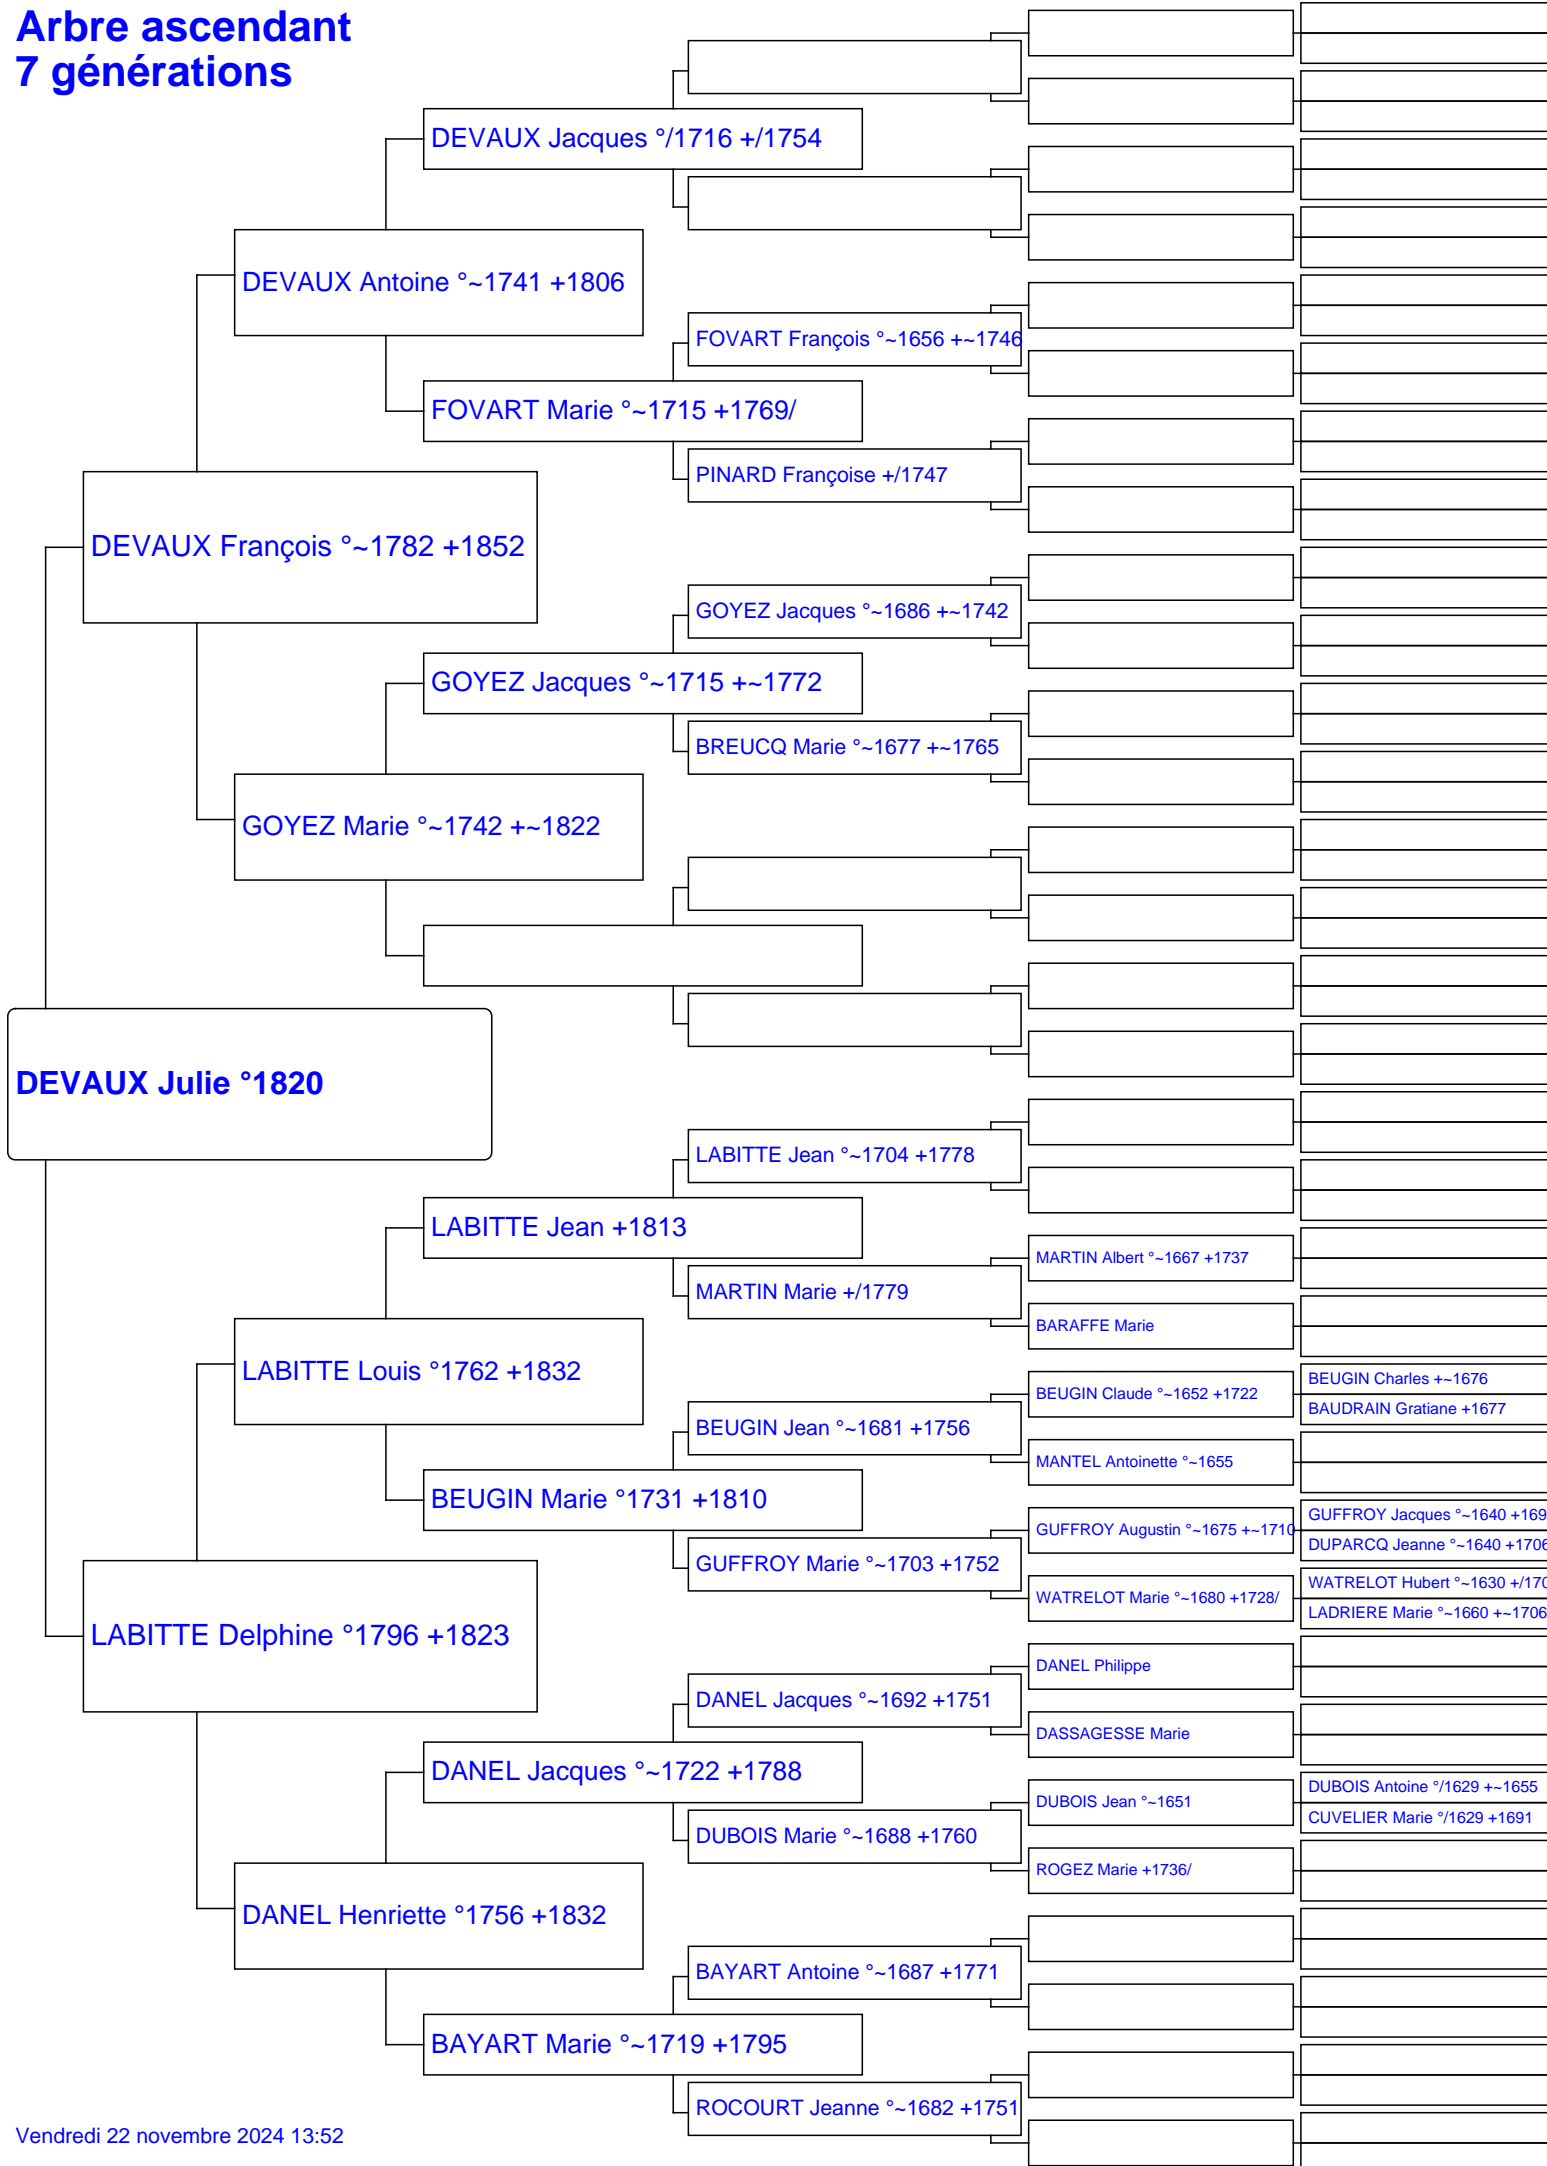 Arbre ascendant
7 générations
DEVAUX Jacques °/1716 +/1754
DEVAUX Antoine °~1741 +1806
FOVART François °~1656 +~1746
FOVART Marie °~1715 +1769/
PINARD Françoise +/1747
DEVAUX François °~1782 +1852
GOYEZ Jacques °~1686 +~1742
GOYEZ Jacques °~1715 +~1772
BREUCQ Marie °~1677 +~1765
GOYEZ Marie °~1742 +~1822
DEVAUX Julie °1820
LABITTE Jean °~1704 +1778
LABITTE Jean +1813
MARTIN Albert °~1667 +1737
MARTIN Marie +/1779
BARAFFE Marie
LABITTE Louis °1762 +1832
BEUGIN Charles +~1676
BEUGIN Claude °~1652 +1722
BAUDRAIN Gratiane +1677
BEUGIN Jean °~1681 +1756
MANTEL Antoinette °~1655
BEUGIN Marie °1731 +1810
GUFFROY Jacques °~1640 +169
GUFFROY Augustin °~1675 +~1710
DUPARCQ Jeanne °~1640 +1706
GUFFROY Marie °~1703 +1752
WATRELOT Hubert °~1630 +/170
WATRELOT Marie °~1680 +1728/
LADRIERE Marie °~1660 +~1706
LABITTE Delphine °1796 +1823
DANEL Philippe
DANEL Jacques °~1692 +1751
DASSAGESSE Marie
DANEL Jacques °~1722 +1788
DUBOIS Antoine °/1629 +~1655
DUBOIS Jean °~1651
CUVELIER Marie °/1629 +1691
DUBOIS Marie °~1688 +1760
ROGEZ Marie +1736/
DANEL Henriette °1756 +1832
BAYART Antoine °~1687 +1771
BAYART Marie °~1719 +1795
ROCOURT Jeanne °~1682 +1751
Vendredi 22 novembre 2024 13:52